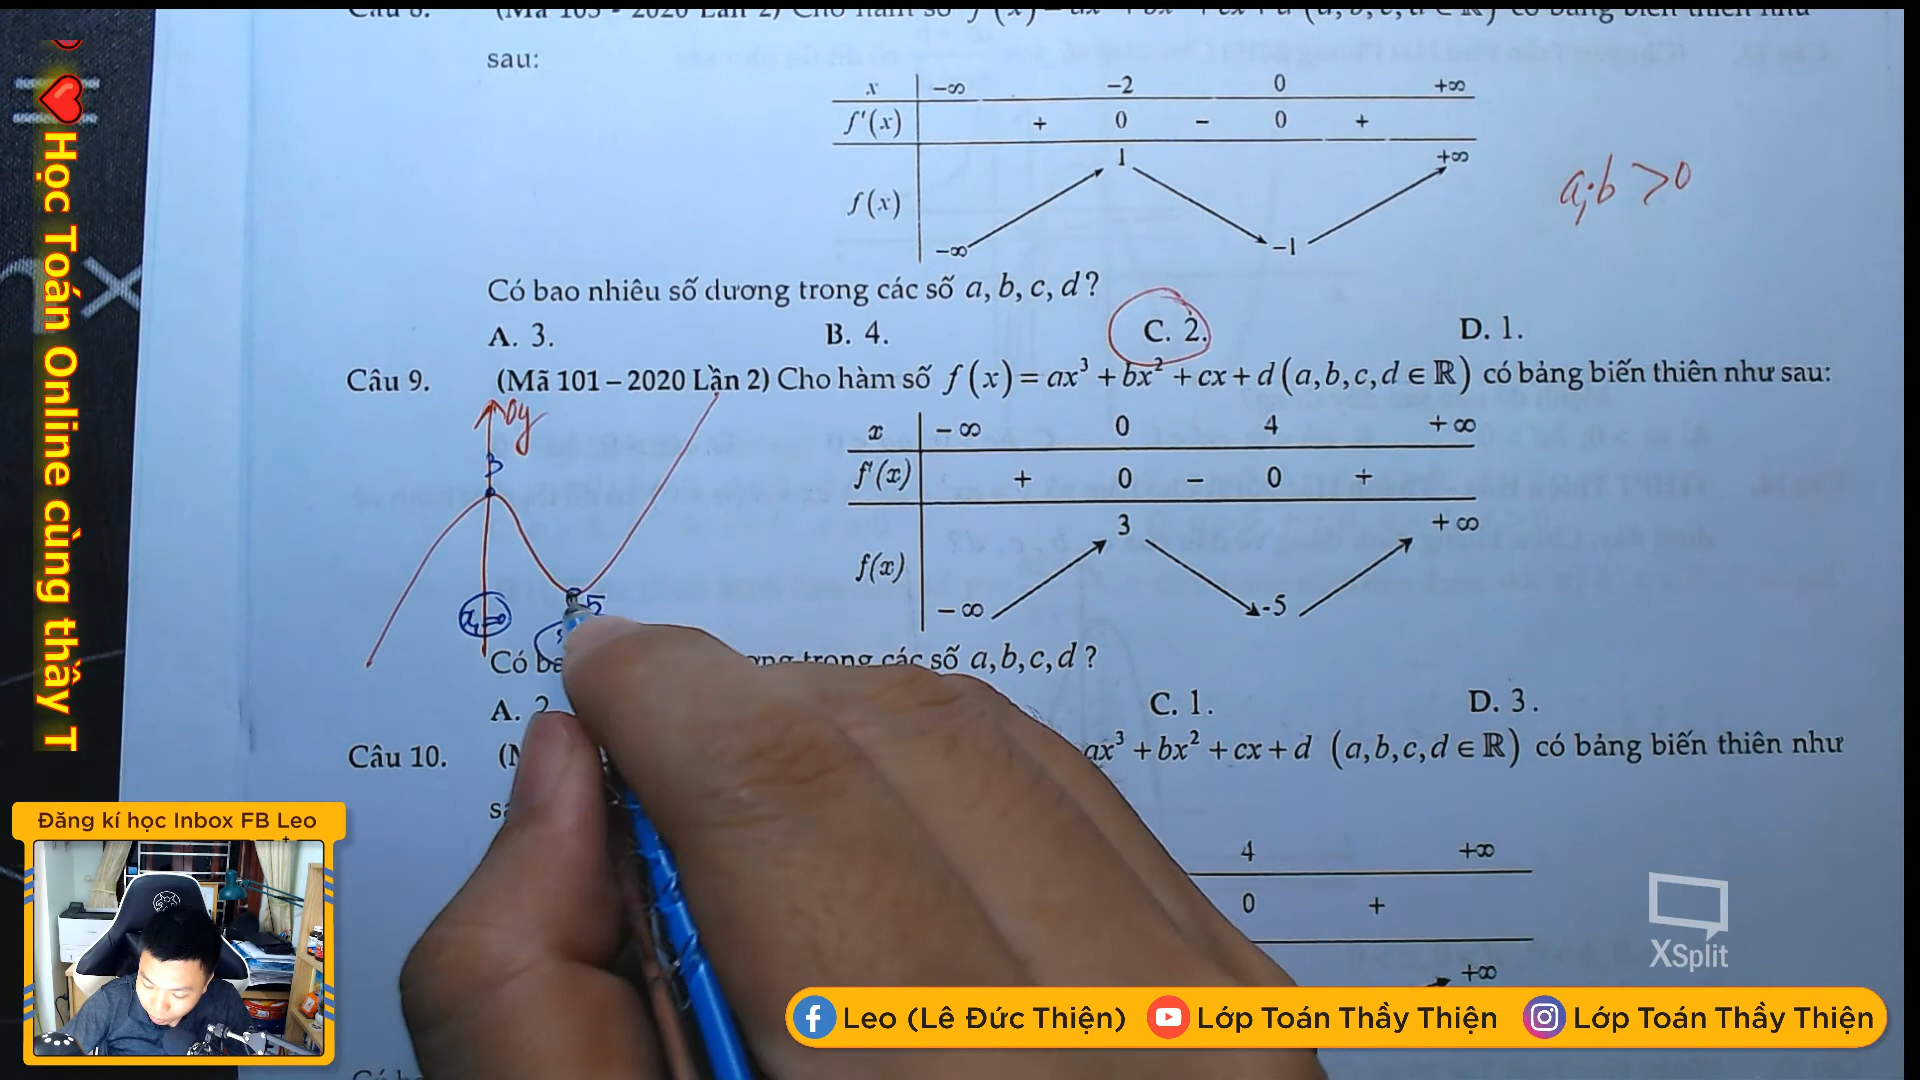 sau:
x −∞ −2 0 +∞
f'(x) + 0 − 0 +
1 +∞
f(x)
−∞ −1
a;b >0
Có bao nhiêu số dương trong các số a, b, c, d?
A. 3. B. 4. C. 2. D. 1.
Câu 9. (Mã 101 – 2020 Lần 2) Cho hàm số f(x) = ax³ + bx² + cx + d (a, b, c, d ∈ ℝ) có bảng biến thiên như sau:
Oy
x −∞ 0 4 +∞
3
f'(x) + 0 − 0 +
3 +∞
f(x)
−∞ -5
Có trong các số a, b, c, d ?
A. 2 C. 1. D. 3.
Câu 10. ax³ + bx² + cx + d (a, b, c, d ∈ ℝ) có bảng biến thiên như
4 +∞
0 +
+∞
Học Toán Online cùng thầy T
Đăng kí học Inbox FB Leo
XSplit
Leo (Lê Đức Thiện) Lớp Toán Thầy Thiện Lớp Toán Thầy Thiện